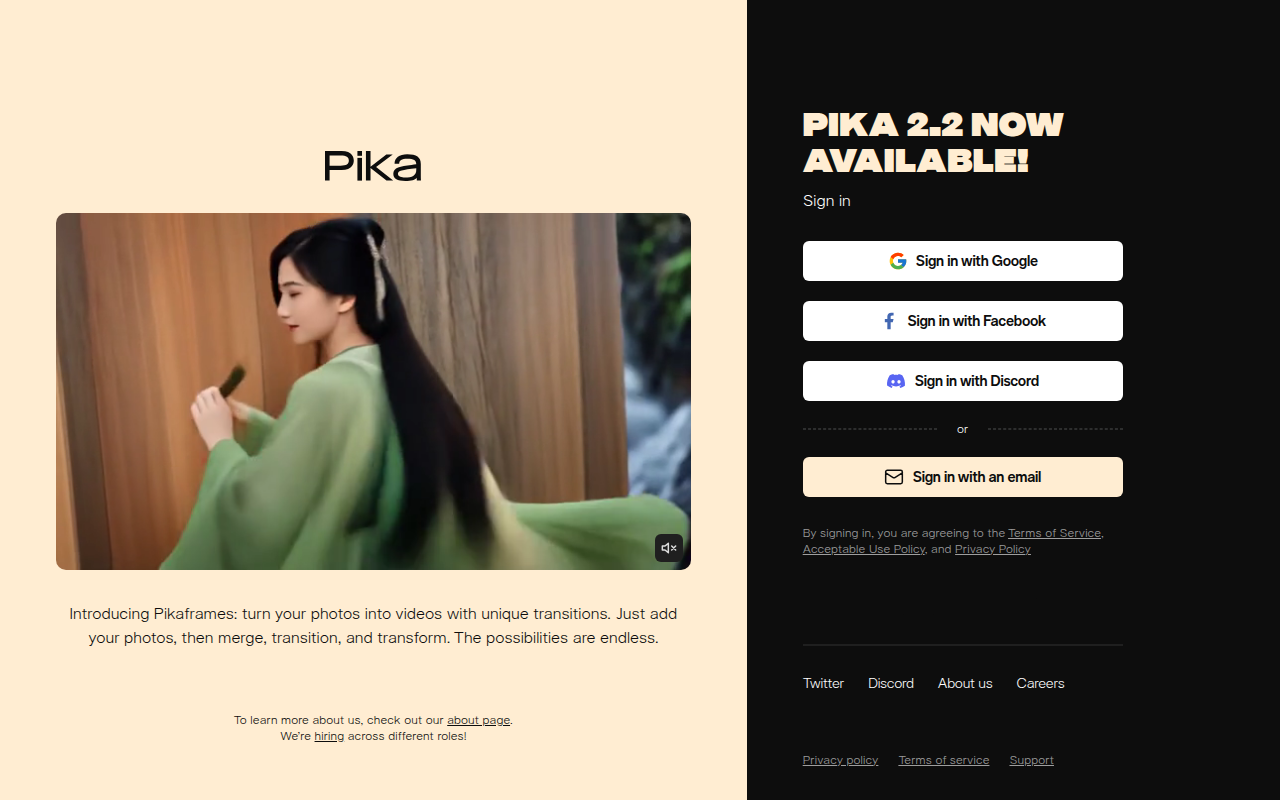 Pika
Introducing Pikaframes: turn your photos into videos with unique transitions. Just add
your photos, then merge, transition, and transform. The possibilities are endless.
To learn more about us, check out our about page.
We're hiring across different roles!
PIKA 2.2 NOW
AVAILABLE!
Sign in
Sign in with Google
Sign in with Facebook
Sign in with Discord
or
Sign in with an email
By signing in, you are agreeing to the Terms of Service,
Acceptable Use Policy, and Privacy Policy
Twitter Discord About us Careers
Privacy policy Terms of service Support